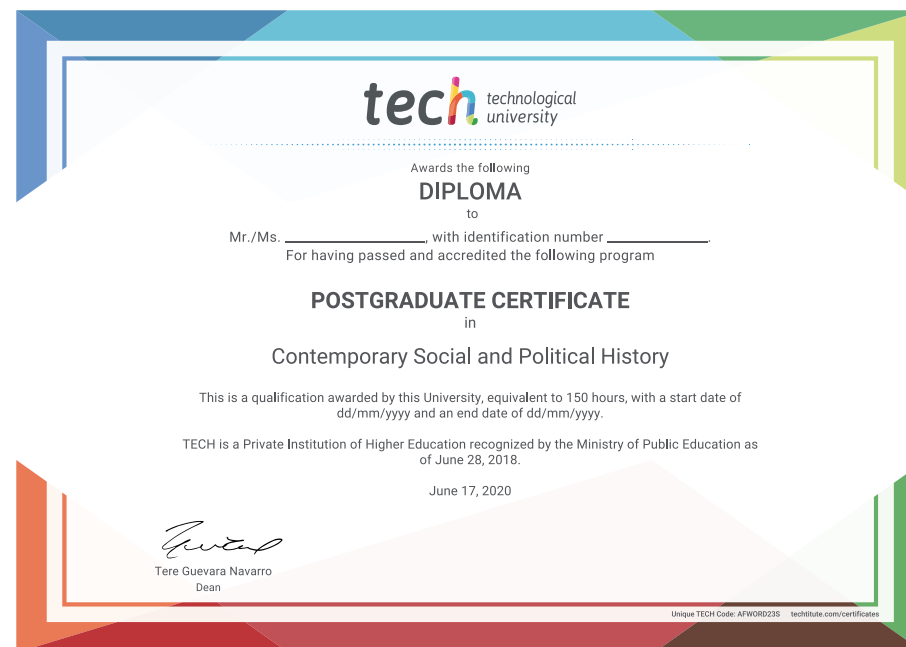 tech technological
university
Awards the following
DIPLOMA
to
Mr./Ms. ____________________, with identification number ______________.
For having passed and accredited the following program
POSTGRADUATE CERTIFICATE
in
Contemporary Social and Political History
This is a qualification awarded by this University, equivalent to 150 hours, with a start date of
dd/mm/yyyy and an end date of dd/mm/yyyy.
TECH is a Private Institution of Higher Education recognized by the Ministry of Public Education as
of June 28, 2018.
June 17, 2020
Tere Guevara Navarro
Dean
Unique TECH Code: AFWORD23S techtitute.com/certificates